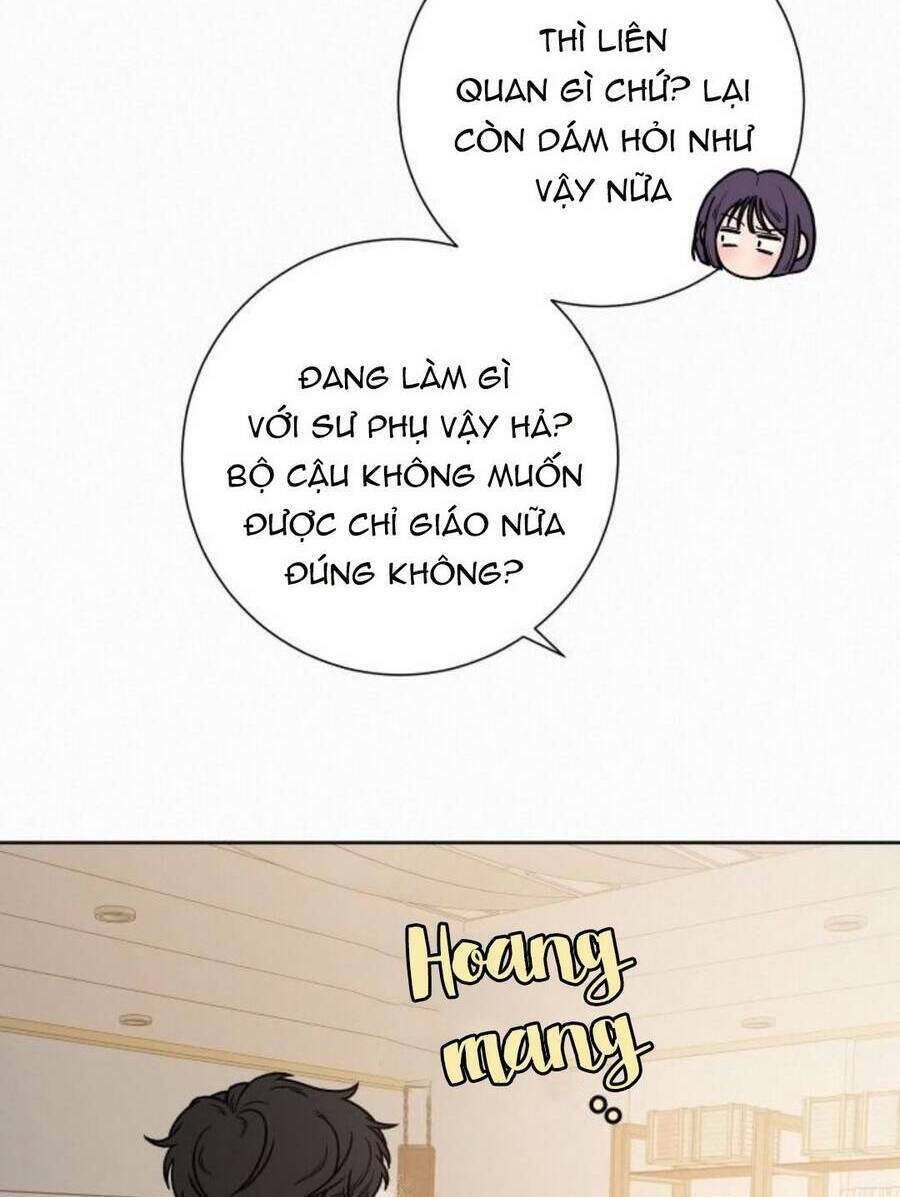 THÌ LIÊN
QUAN GÌ CHỨ? LẠI
CÒN DÁM HỎI NHƯ
VẬY NỮA
ĐANG LÀM GÌ
VỚI SƯ PHỤ VẬY HẢ?
BỘ CẬU KHÔNG MUỐN
ĐƯỢC CHỈ GIÁO NỮA
ĐÚNG KHÔNG?
Hoang
mang